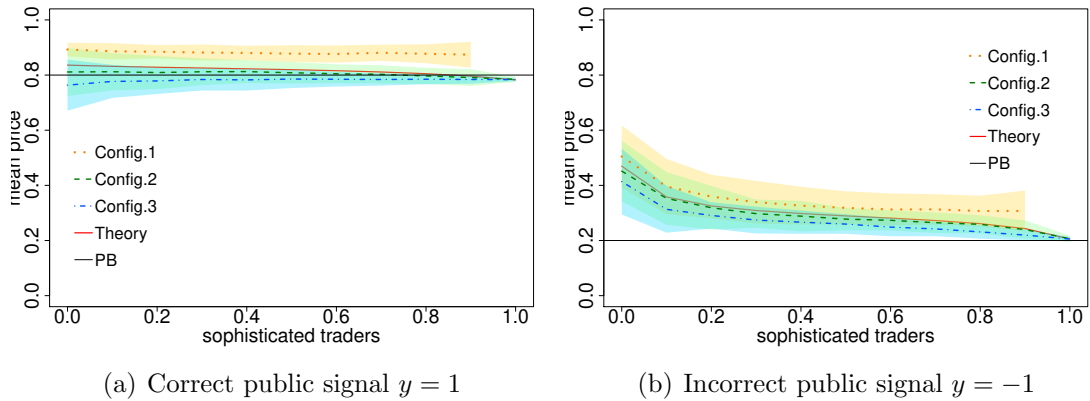 1.0
0.8
0.6
0.4
0.2
0.0
mean price
Config.1
Config.2
Config.3
Theory
PB
0.0 0.2 0.4 0.6 0.8 1.0
sophisticated traders
(a) Correct public signal y = 1
1.0
0.8
0.6
0.4
0.2
0.0
mean price
Config.1
Config.2
Config.3
Theory
PB
0.0 0.2 0.4 0.6 0.8 1.0
sophisticated traders
(b) Incorrect public signal y = −1